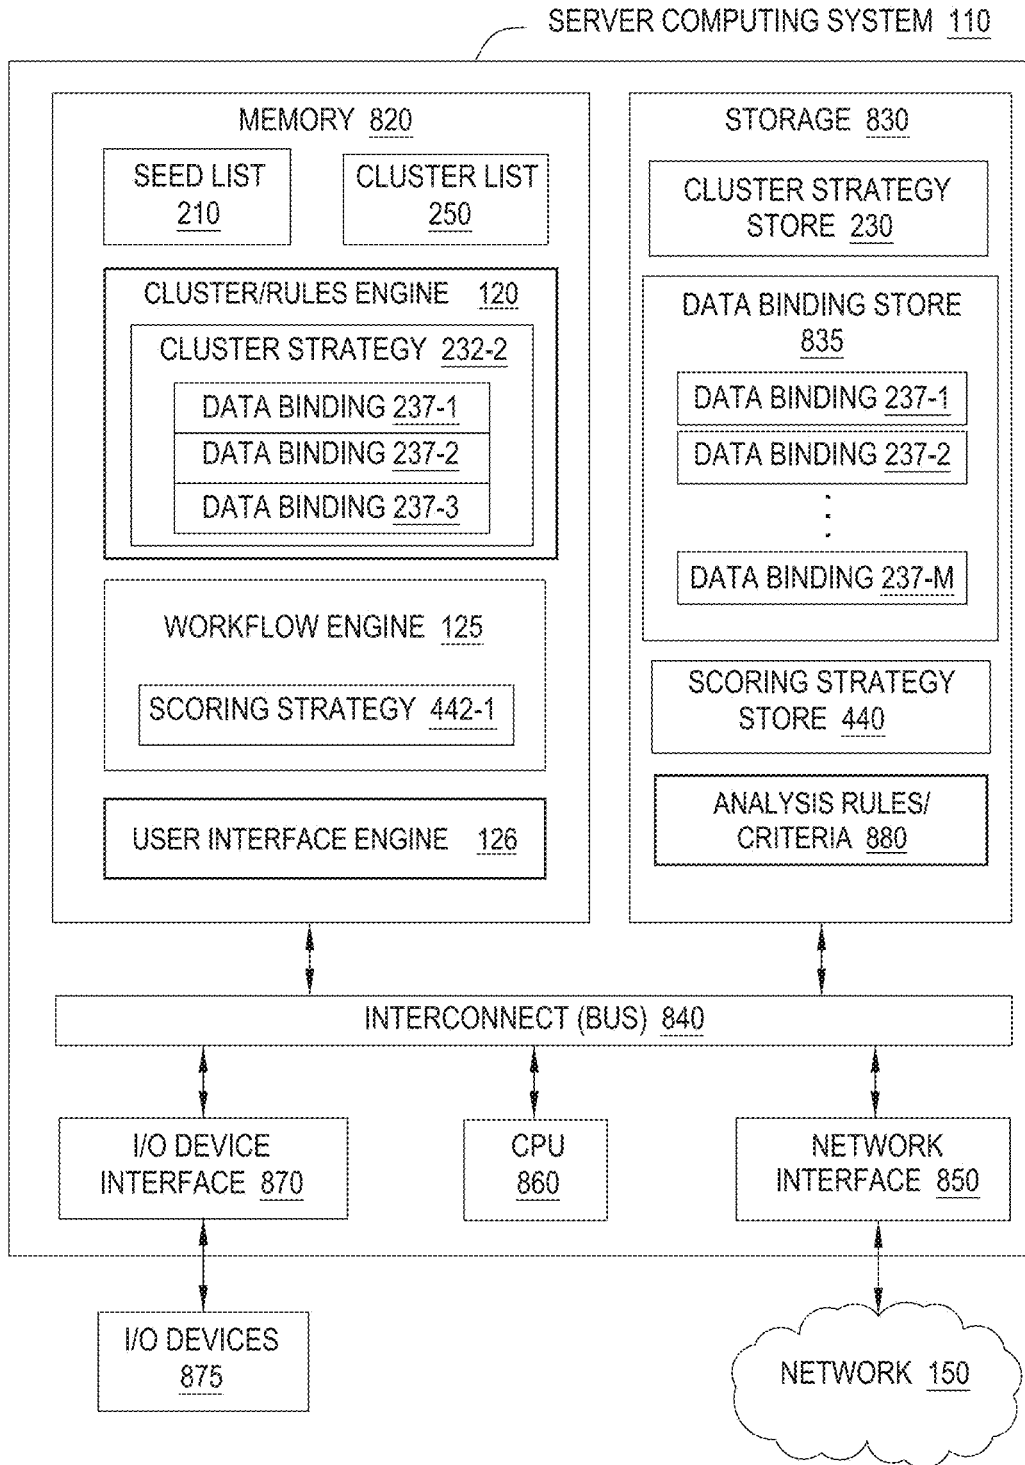 SERVER COMPUTING SYSTEM 110
MEMORY 820
SEED LIST
210
CLUSTER LIST
250
CLUSTER/RULES ENGINE 120
CLUSTER STRATEGY 232-2
DATA BINDING 237-1
DATA BINDING 237-2
DATA BINDING 237-3
WORKFLOW ENGINE 125
SCORING STRATEGY 442-1
USER INTERFACE ENGINE 126
STORAGE 830
CLUSTER STRATEGY
STORE 230
DATA BINDING STORE
835
DATA BINDING 237-1
DATA BINDING 237-2
DATA BINDING 237-M
SCORING STRATEGY
STORE 440
ANALYSIS RULES/
CRITERIA 880
INTERCONNECT (BUS) 840
I/O DEVICE
INTERFACE 870
CPU
860
NETWORK
INTERFACE 850
I/O DEVICES
875
NETWORK 150